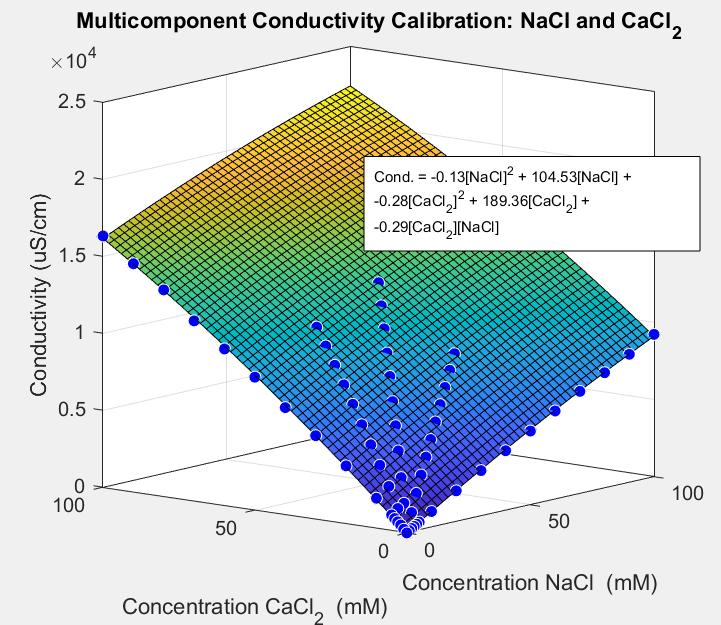 Multicomponent Conductivity Calibration: NaCl and CaCl₂
×10⁴
2.5
2
1.5
1
0.5
0
Conductivity (uS/cm)
Cond. = -0.13[NaCl]² + 104.53[NaCl] +
-0.28[CaCl₂]² + 189.36[CaCl₂] +
-0.29[CaCl₂][NaCl]
100
50
0
0
50
100
Concentration CaCl₂ (mM)
Concentration NaCl (mM)